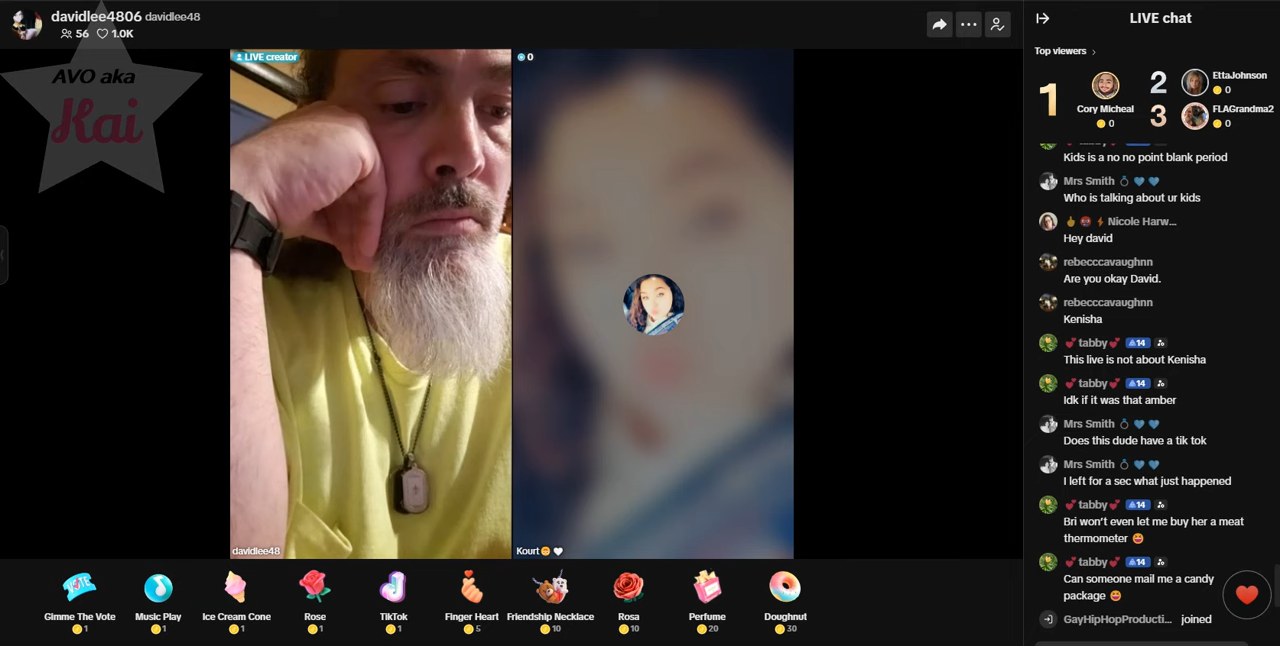 davidlee4806 davidlee48
56 1.0K
AVO aka
Kai
LIVE creator
0
davidlee48
Kourt
Gimme The Vote
1
Music Play
1
Ice Cream Cone
1
Rose
1
TikTok
1
Finger Heart
5
Friendship Necklace
10
Rosa
10
Perfume
20
Doughnut
30
LIVE chat
Top viewers
1
Cory Micheal
0
2
EttaJohnson
0
3
FLAGrandma2
0
Kids is a no no point blank period
Mrs Smith
Who is talking about ur kids
Nicole Harw...
Hey david
rebecccavaughnn
Are you okay David.
rebecccavaughnn
Kenisha
tabby 14
This live is not about Kenisha
tabby 14
Idk if it was that amber
Mrs Smith
Does this dude have a tik tok
Mrs Smith
I left for a sec what just happened
tabby 14
Bri won't even let me buy her a meat
thermometer
tabby 14
Can someone mail me a candy
package
GayHipHopProducti... joined